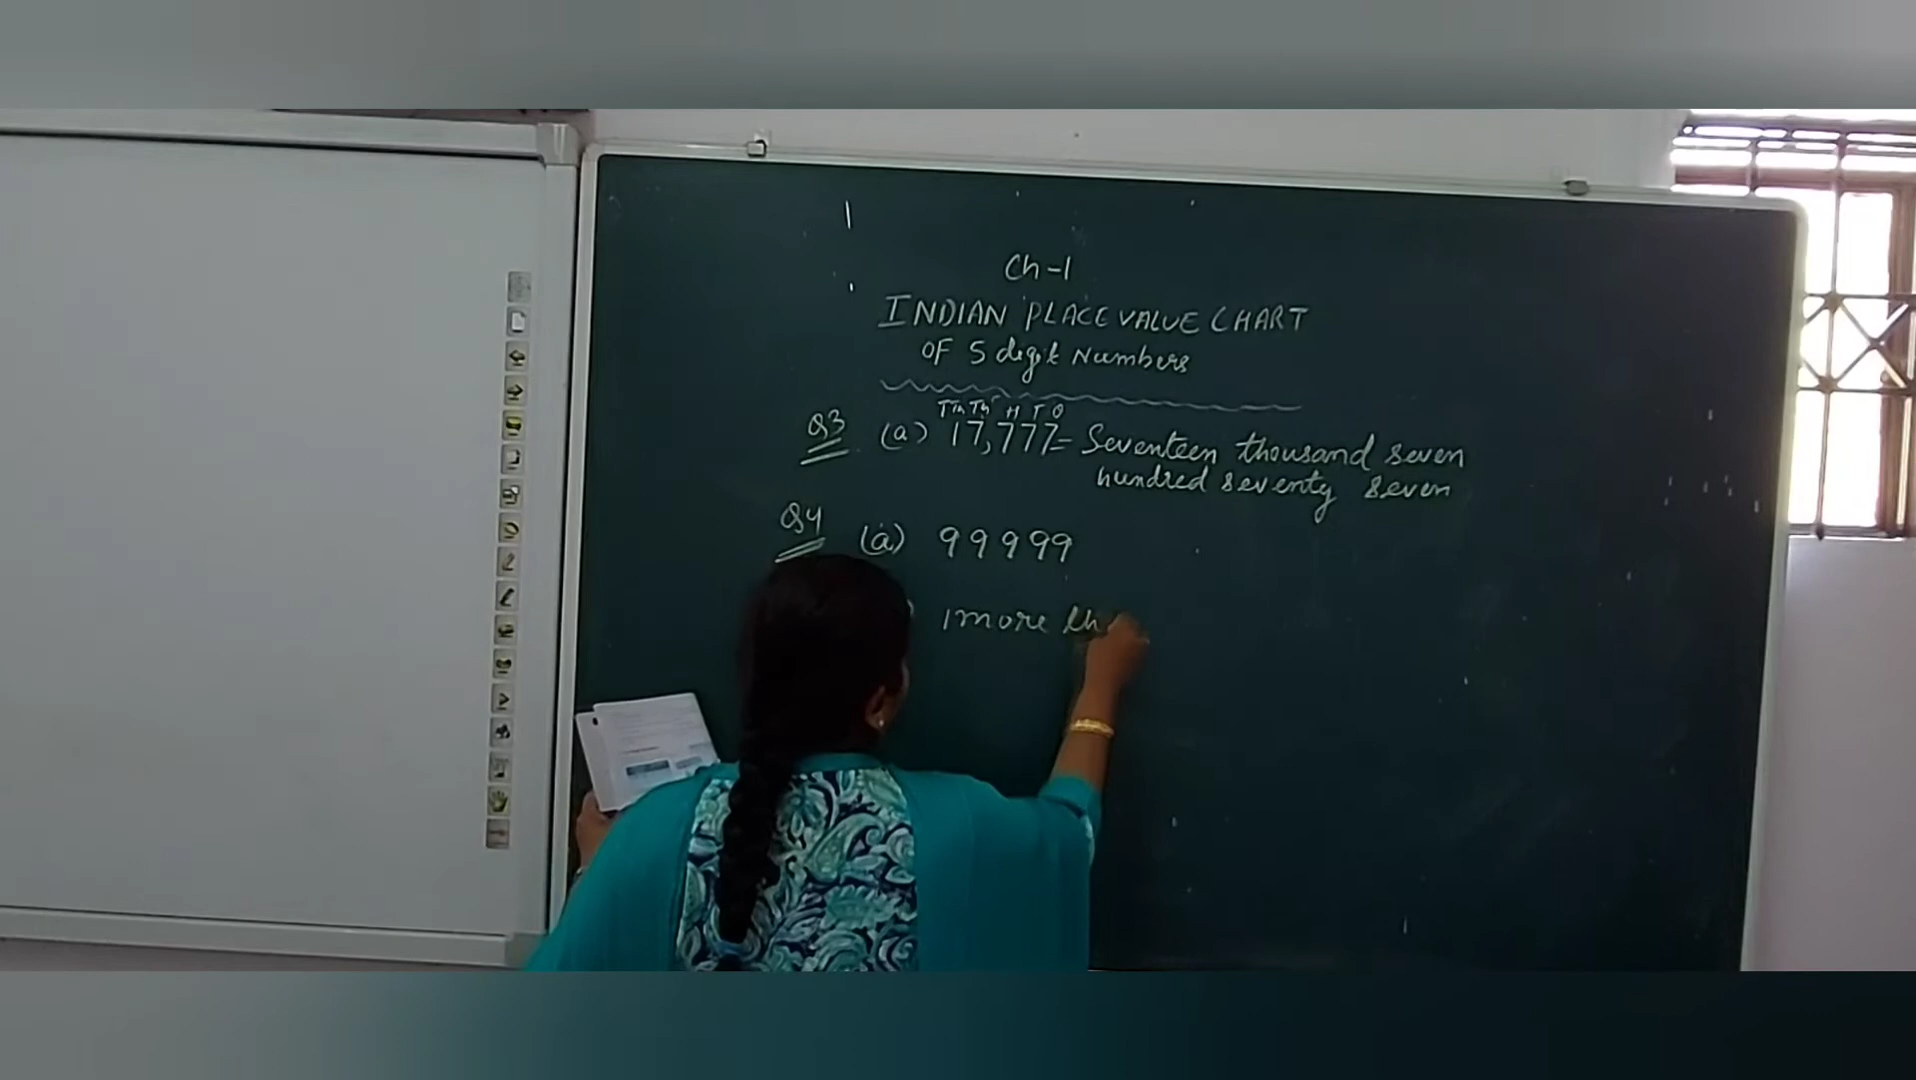 Ch-1
INDIAN PLACE VALUE CHART
OF 5 digit Numbers
TTh Th H T O
Q3 (a) 17,777 = Seventeen thousand seven
hundred seventy seven
Q4 (a) 99999
1 more th